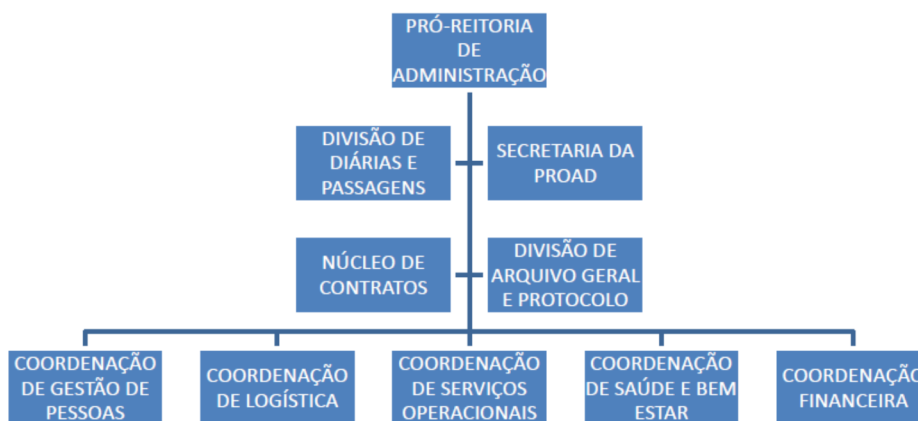 PRÓ-REITORIA
DE
ADMINISTRAÇÃO
DIVISÃO DE
DIÁRIAS E
PASSAGENS
SECRETARIA DA
PROAD
NÚCLEO DE
CONTRATOS
DIVISÃO DE
ARQUIVO GERAL
E PROTOCOLO
COORDENAÇÃO
DE GESTÃO DE
PESSOAS
COORDENAÇÃO
DE LOGÍSTICA
COORDENAÇÃO
DE SERVIÇOS
OPERACIONAIS
COORDENAÇÃO
DE SAÚDE E BEM
ESTAR
COORDENAÇÃO
FINANCEIRA